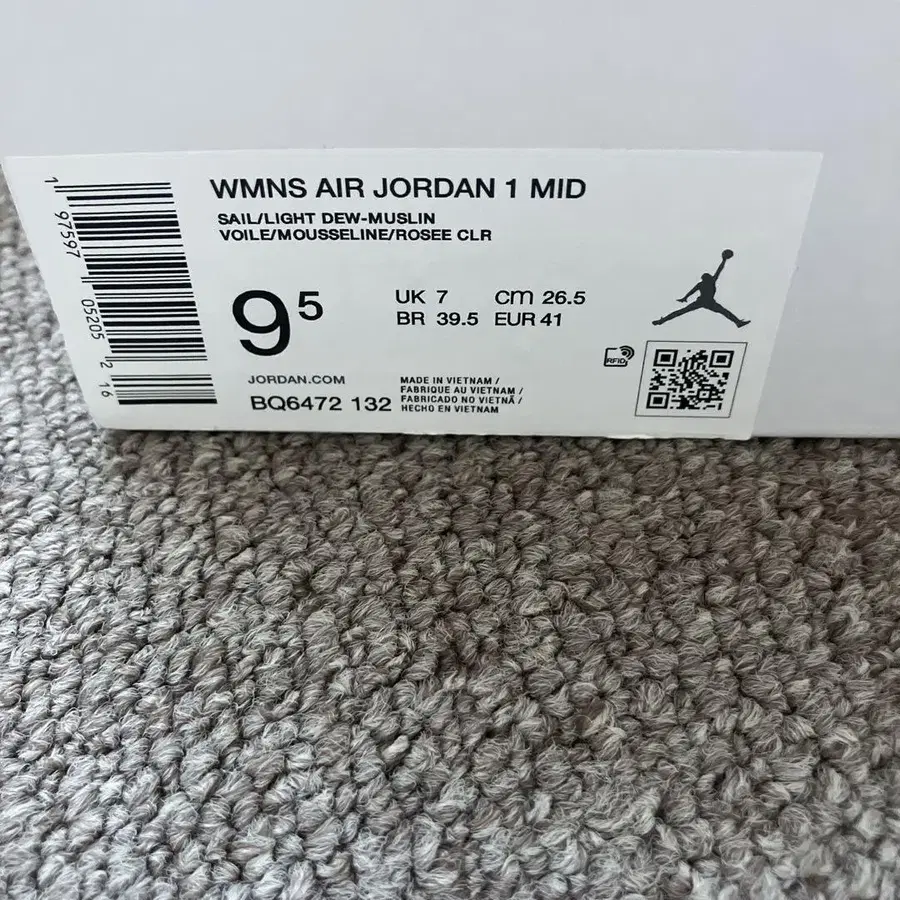 WMNS AIR JORDAN 1 MID
SAIL/LIGHT DEW-MUSLIN
VOILE/MOUSSELINE/ROSEE CLR
9⁵
UK 7 cm 26.5
BR 39.5 EUR 41
JORDAN.COM
BQ6472 132
MADE IN VIETNAM /
FABRIQUE AU VIETNAM /
FABRICADO NO VIETNÃ /
HECHO EN VIETNAM
RFID
1 97597 05205 2 16